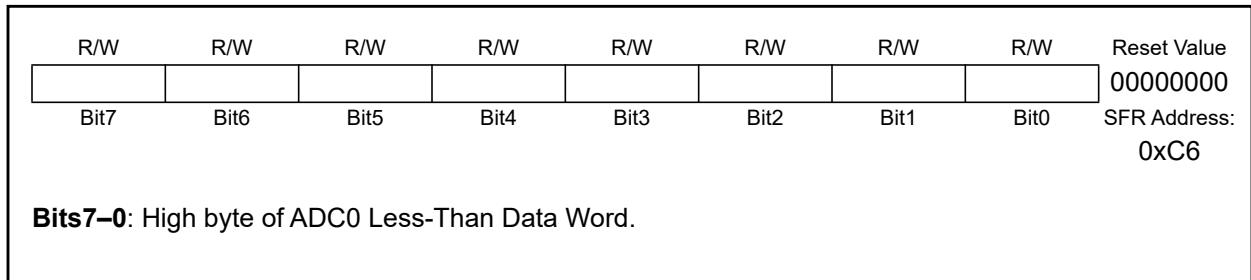 R/W R/W R/W R/W R/W R/W R/W R/W Reset Value
00000000
Bit7 Bit6 Bit5 Bit4 Bit3 Bit2 Bit1 Bit0 SFR Address:
0xC6
Bits7–0: High byte of ADC0 Less-Than Data Word.